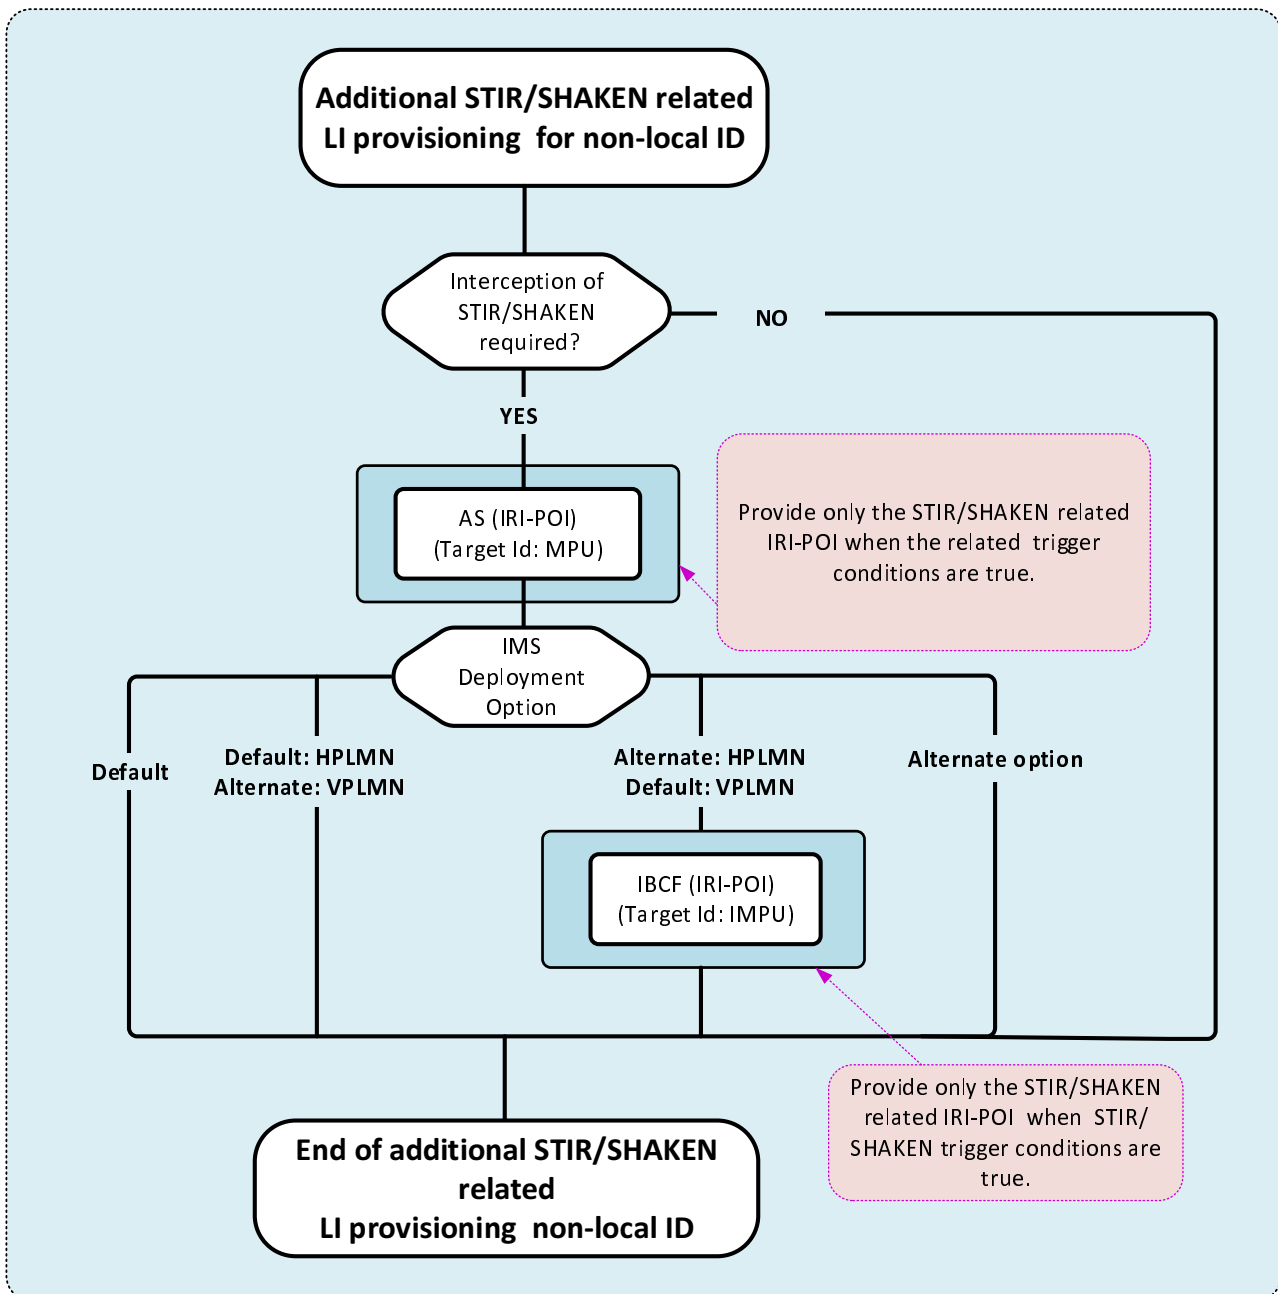 Additional STIR/SHAKEN related
LI provisioning for non-local ID
Interception of
STIR/SHAKEN
required?
NO
YES
AS (IRI-POI)
(Target Id: MPU)
Provide only the STIR/SHAKEN related
IRI-POI when the related trigger
conditions are true.
IMS
Deployment
Option
Default
Default: HPLMN
Alternate: VPLMN
Alternate: HPLMN
Default: VPLMN
Alternate option
IBCF (IRI-POI)
(Target Id: IMPU)
Provide only the STIR/SHAKEN
related IRI-POI when STIR/
SHAKEN trigger conditions are
true.
End of additional STIR/SHAKEN
related
LI provisioning non-local ID